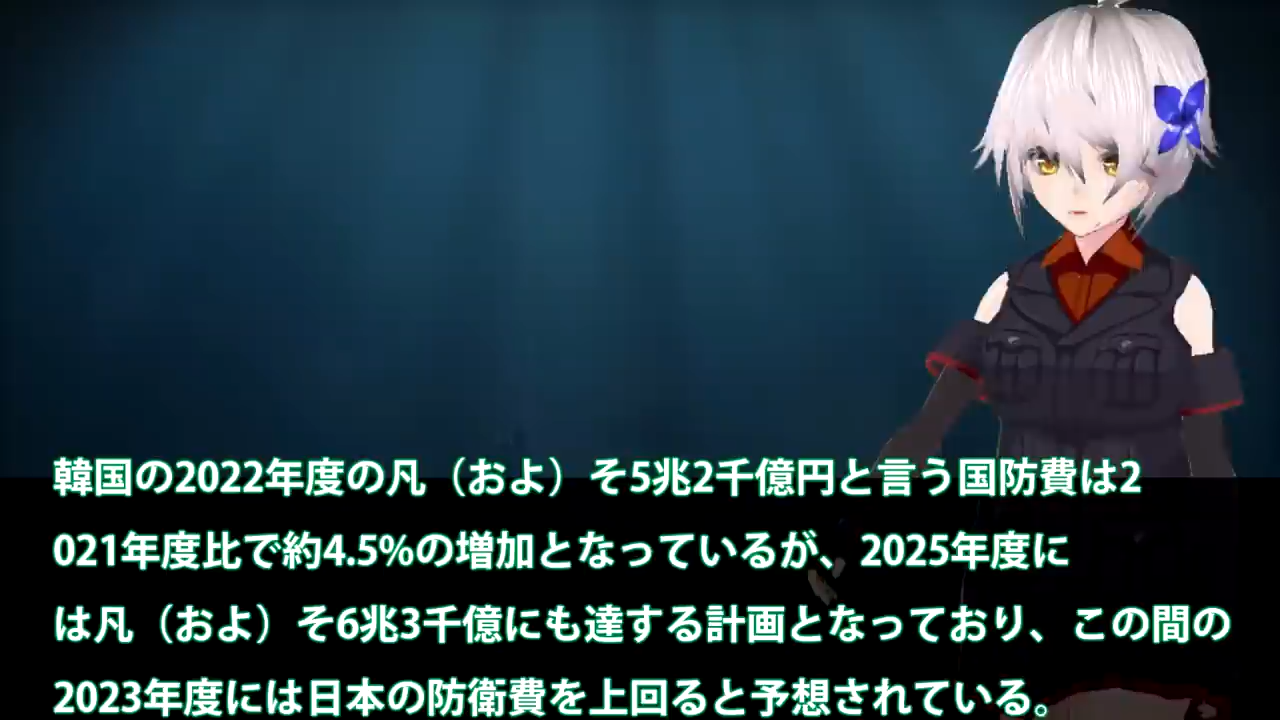 韓国の2022年度の凡（およ）そ5兆2千億円と言う国防費は2
021年度比で約4.5%の増加となっているが、2025年度に
は凡（およ）そ6兆3千億にも達する計画となっており、この間の
2023年度には日本の防衛費を上回ると予想されている。